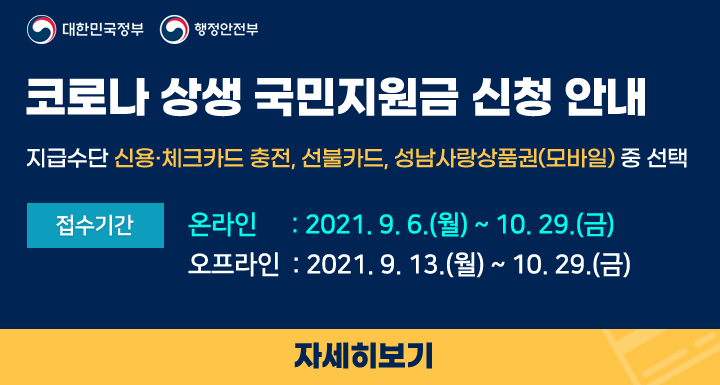 대한민국정부 행정안전부
코로나 상생 국민지원금 신청 안내
지급수단 신용·체크카드 충전, 선불카드, 성남사랑상품권(모바일) 중 선택
접수기간 온라인 : 2021. 9. 6.(월) ~ 10. 29.(금)
오프라인 : 2021. 9. 13.(월) ~ 10. 29.(금)
자세히보기